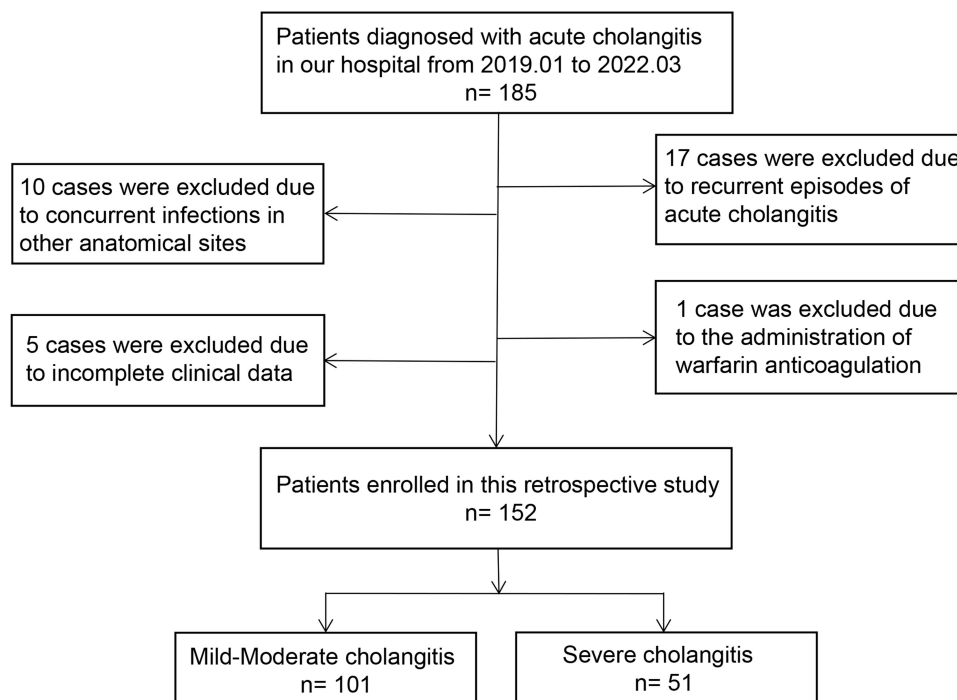 Patients diagnosed with acute cholangitis
in our hospital from 2019.01 to 2022.03
n= 185
10 cases were excluded due
to concurrent infections in
other anatomical sites
17 cases were excluded due
to recurrent episodes of
acute cholangitis
5 cases were excluded due
to incomplete clinical data
1 case was excluded due
to the administration of
warfarin anticoagulation
Patients enrolled in this retrospective study
n= 152
Mild-Moderate cholangitis
n= 101
Severe cholangitis
n= 51